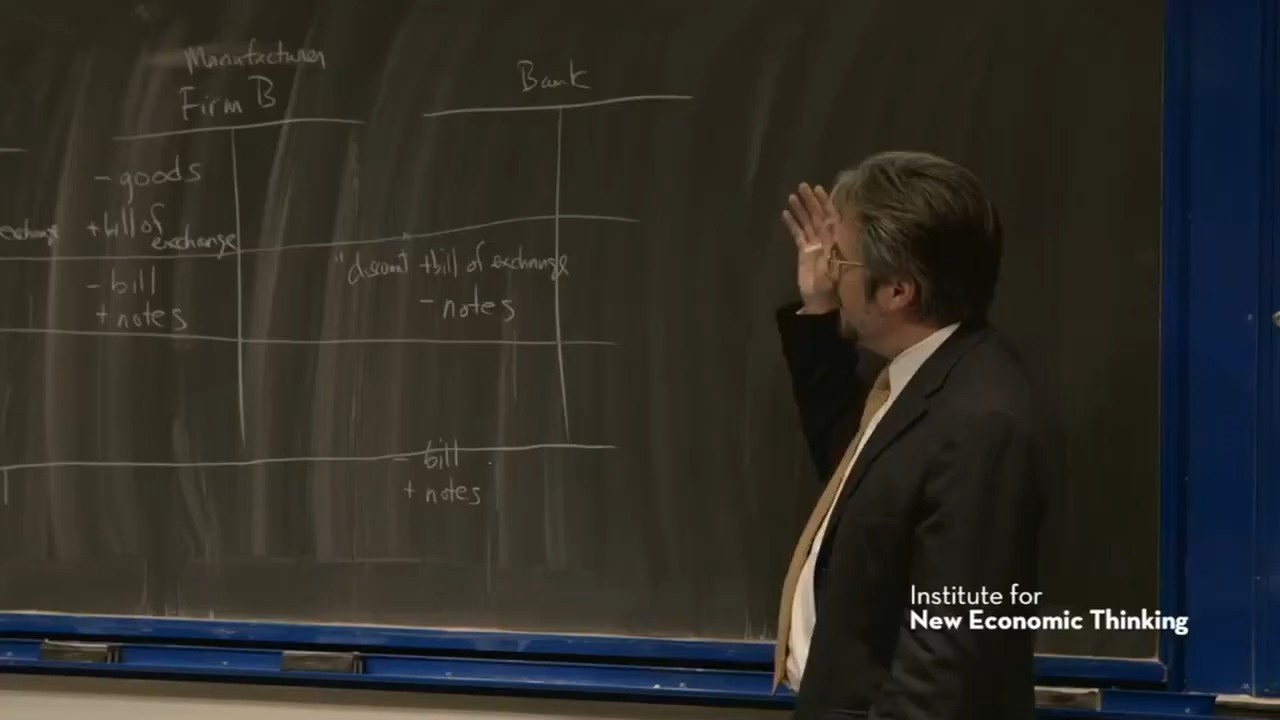 Manufacturer
Firm B
Bank
- goods
exchange + bill of
exchange
- bill
+ notes
"discount + bill of exchange
- notes
- bill
+ notes
Institute for
New Economic Thinking